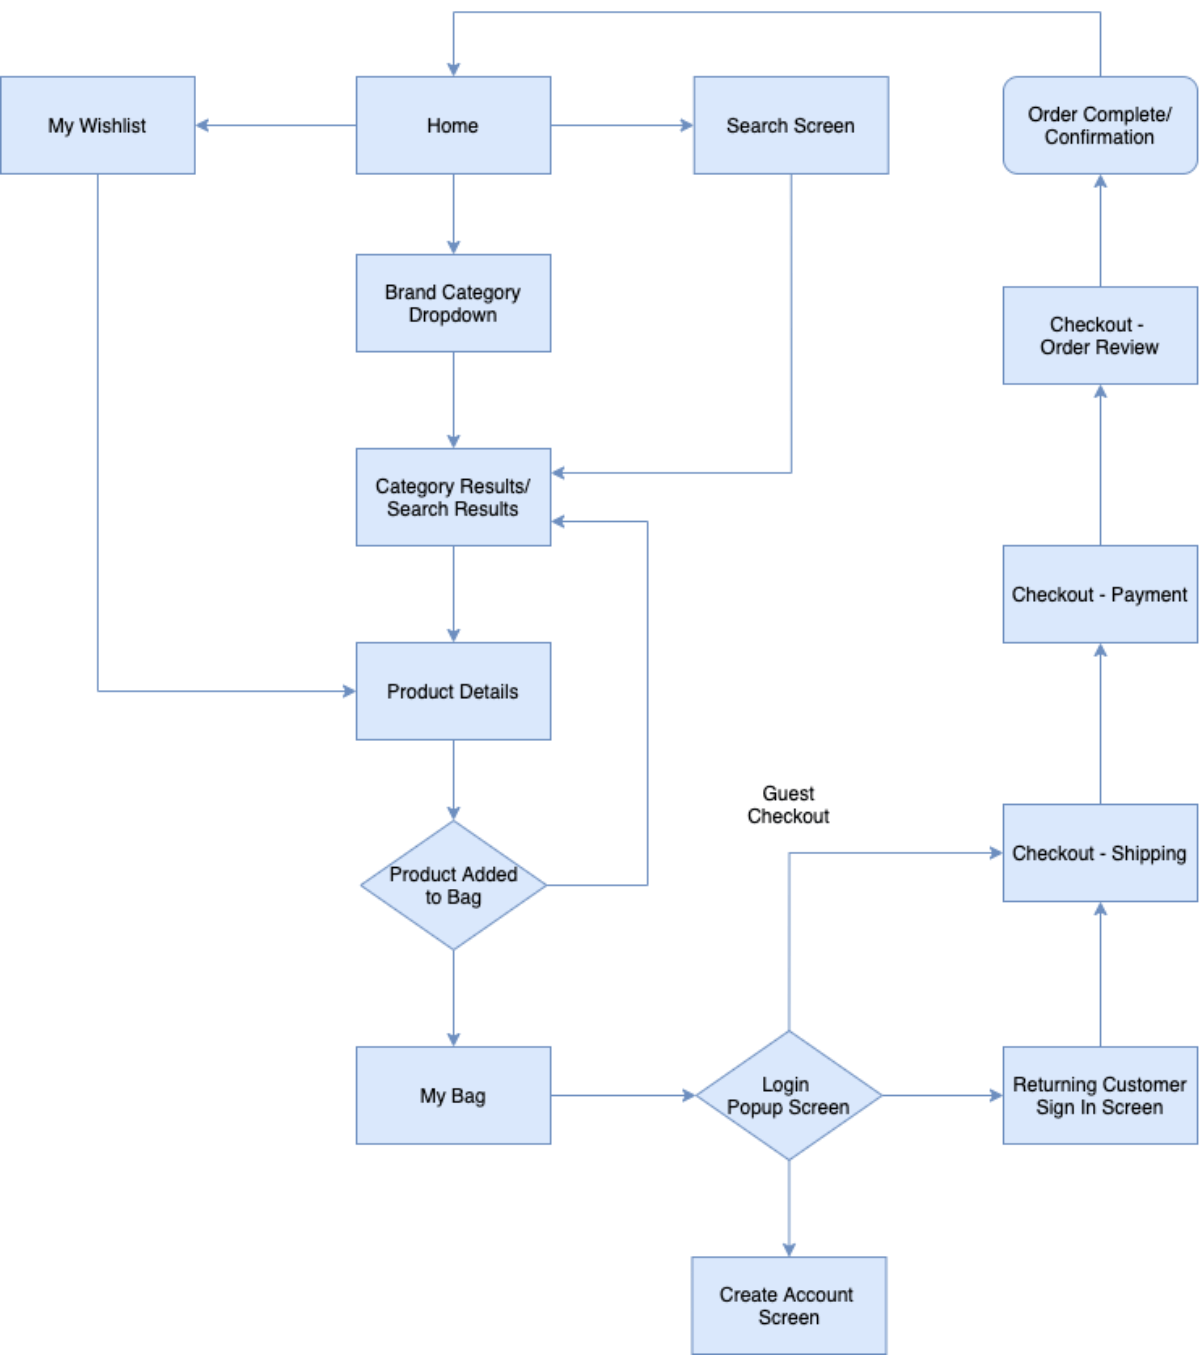 My Wishlist
Home
Search Screen
Order Complete/
Confirmation
Brand Category
Dropdown
Checkout -
Order Review
Category Results/
Search Results
Checkout - Payment
Product Details
Guest
Checkout
Product Added
to Bag
Checkout - Shipping
My Bag
Login
Popup Screen
Returning Customer
Sign In Screen
Create Account
Screen